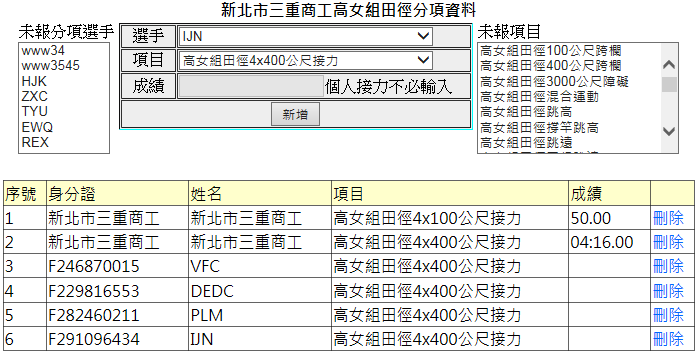 新北市三重商工高女組田徑分項資料
未報分項選手
www34
www3545
HJK
ZXC
TYU
EWQ
REX
選手 IJN
項目 高女組田徑4x400公尺接力
成績 個人接力不必輸入
新增
未報項目
高女組田徑100公尺跨欄
高女組田徑400公尺跨欄
高女組田徑3000公尺障礙
高女組田徑混合運動
高女組田徑跳高
高女組田徑撐竿跳高
高女組田徑跳遠
序號 身分證 姓名 項目 成績
1 新北市三重商工 新北市三重商工 高女組田徑4x100公尺接力 50.00 刪除
2 新北市三重商工 新北市三重商工 高女組田徑4x400公尺接力 04:16.00 刪除
3 F246870015 VFC 高女組田徑4x400公尺接力 刪除
4 F229816553 DEDC 高女組田徑4x400公尺接力 刪除
5 F282460211 PLM 高女組田徑4x400公尺接力 刪除
6 F291096434 IJN 高女組田徑4x400公尺接力 刪除